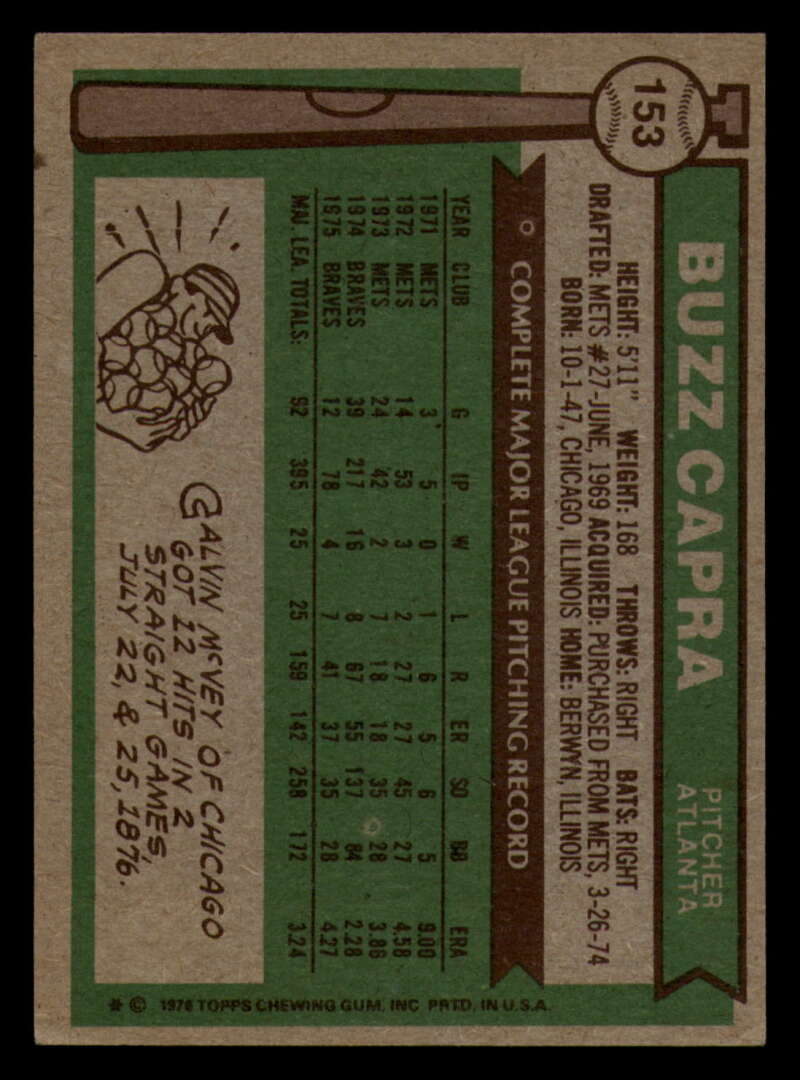 153
BUZZ CAPRA
PITCHER
ATLANTA
HEIGHT: 5'11" WEIGHT: 168 THROWS: RIGHT BATS: RIGHT
DRAFTED: METS #27-JUNE, 1969 ACQUIRED: PURCHASED FROM METS, 3-26-74
BORN: 10-1-47, CHICAGO, ILLINOIS HOME: BERWYN, ILLINOIS
COMPLETE MAJOR LEAGUE PITCHING RECORD
YEAR CLUB G IP W L R ER SO BB ERA
1971 METS 3 5 0 1 6 5 6 5 9.00
1972 METS 14 53 3 2 27 27 45 27 4.58
1973 METS 24 42 2 7 18 18 35 28 3.86
1974 BRAVES 39 217 16 8 67 55 137 84 2.28
1975 BRAVES 12 78 4 7 41 37 35 28 4.27
MAJ. LEA. TOTALS: 92 395 25 25 159 142 258 172 3.24
CALVIN McVEY OF CHICAGO
GOT 12 HITS IN 2
STRAIGHT GAMES,
JULY 22, & 25, 1876.
* © 1976 TOPPS CHEWING GUM, INC. PRTD. IN U.S.A.